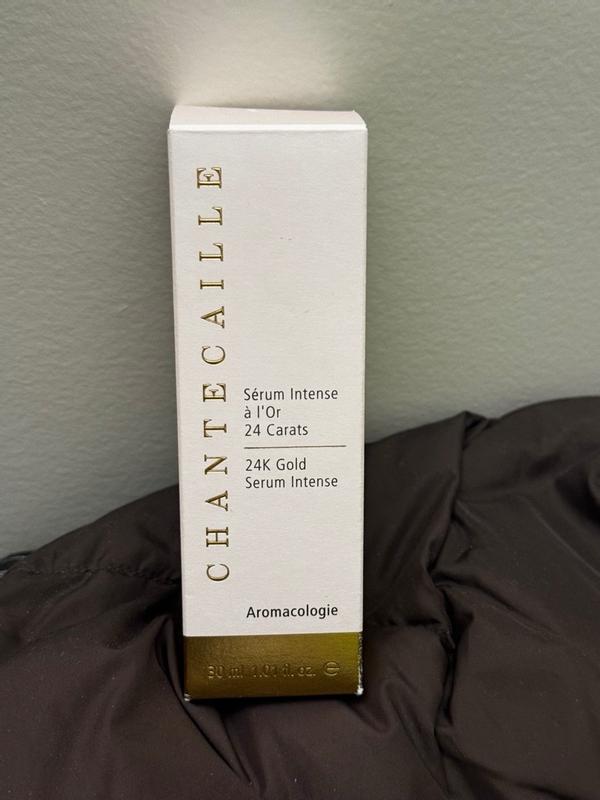 CHANTECAILLE
Sérum Intense
à l'Or
24 Carats
24K Gold
Serum Intense
Aromacologie
30 ml 1.01 fl. oz. ℮